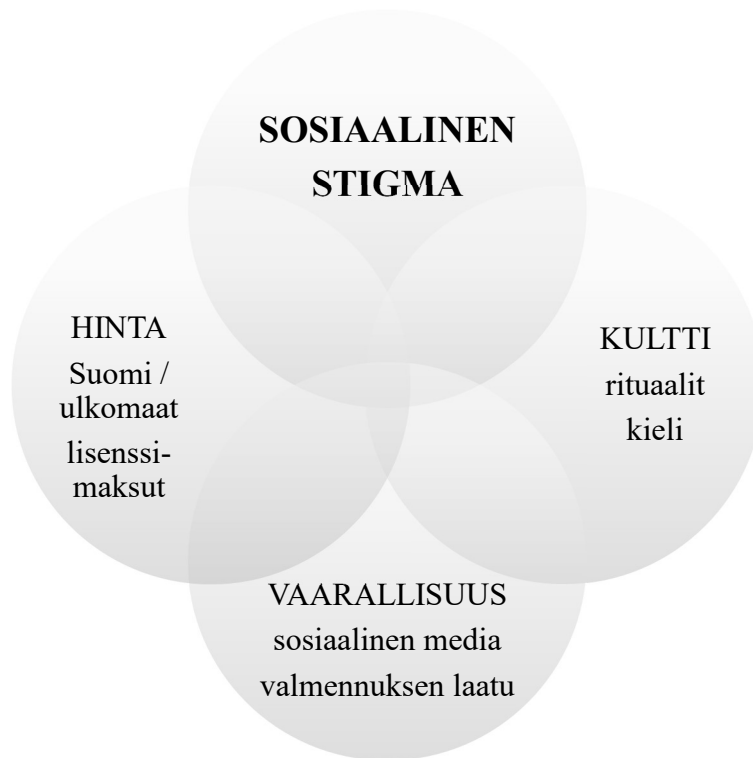 SOSIAALINEN
STIGMA
HINTA
Suomi /
ulkomaat
lisenssi-
maksut
KULTTI
rituaalit
kieli
VAARALLISUUS
sosiaalinen media
valmennuksen laatu